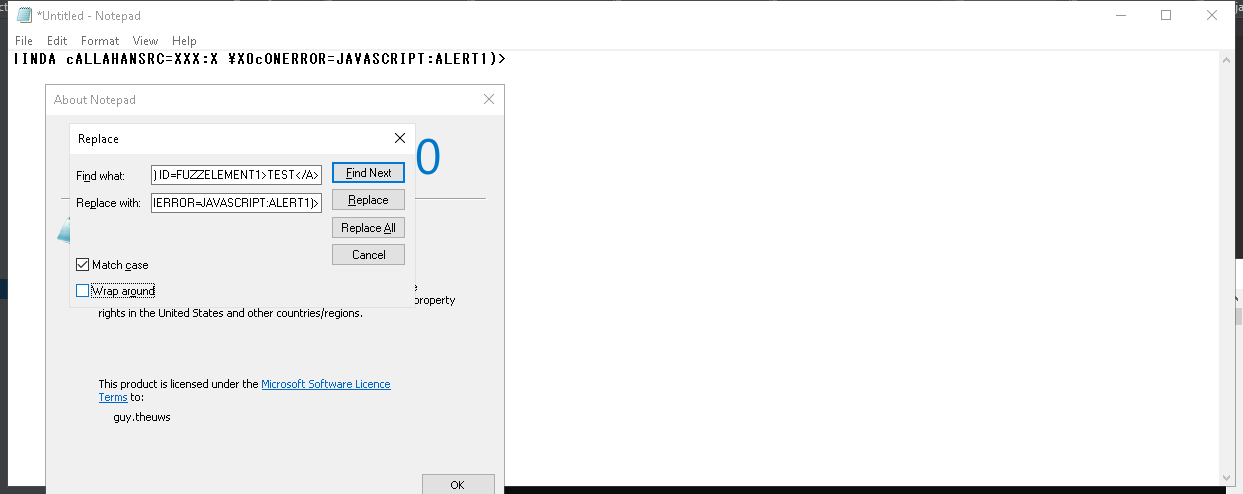 *Untitled - Notepad
File Edit Format View Help
IINDA cALLAHANSRC=XXX:X ¥XOcONERROR=JAVASCRIPT:ALERT1)>
About Notepad
Replace
0
Find what: )ID=FUZZELEMENT1>TEST</A> Find Next
Replace with: IERROR=JAVASCRIPT:ALERT1)> Replace
Replace All
Match case Cancel
Wrap around
property
rights in the United States and other countries/regions.
This product is licensed under the Microsoft Software Licence
Terms to:
guy.theuws
OK